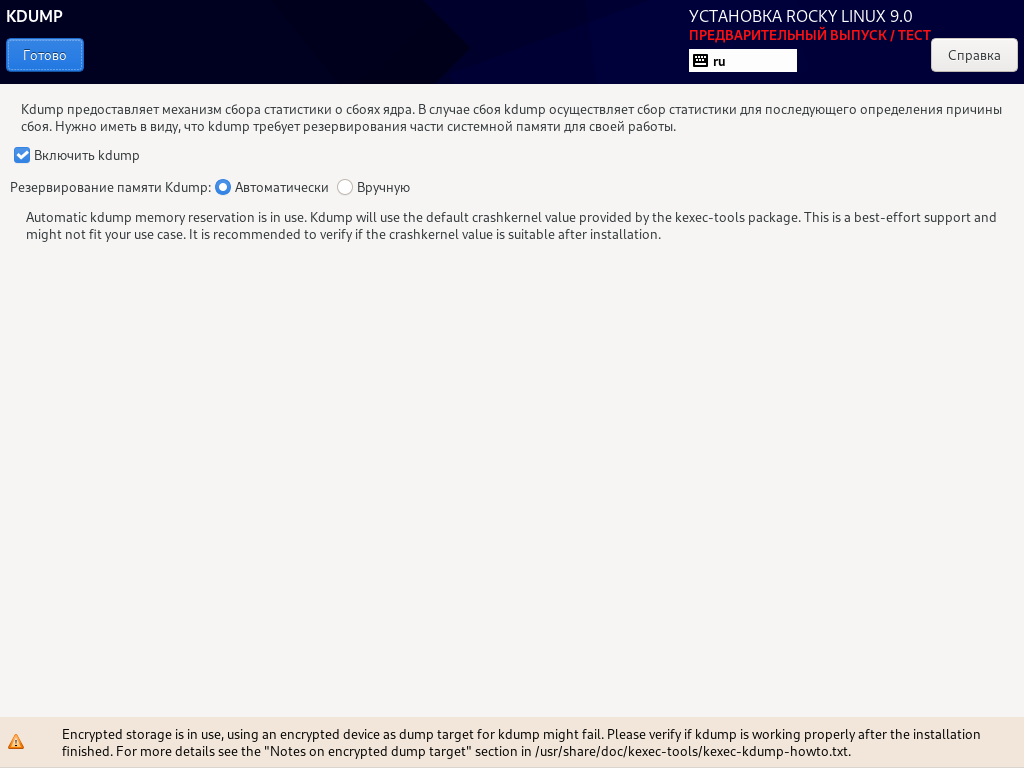 KDUMP
УСТАНОВКА ROCKY LINUX 9.0
ПРЕДВАРИТЕЛЬНЫЙ ВЫПУСК / ТЕСТ
Готово
ru
Справка
Kdump предоставляет механизм сбора статистики о сбоях ядра. В случае сбоя kdump осуществляет сбор статистики для последующего определения причины
сбоя. Нужно иметь в виду, что kdump требует резервирования части системной памяти для своей работы.
Включить kdump
Резервирование памяти Kdump: Автоматически Вручную
Automatic kdump memory reservation is in use. Kdump will use the default crashkernel value provided by the kexec-tools package. This is a best-effort support and
might not fit your use case. It is recommended to verify if the crashkernel value is suitable after installation.
Encrypted storage is in use, using an encrypted device as dump target for kdump might fail. Please verify if kdump is working properly after the installation
finished. For more details see the "Notes on encrypted dump target" section in /usr/share/doc/kexec-tools/kexec-kdump-howto.txt.